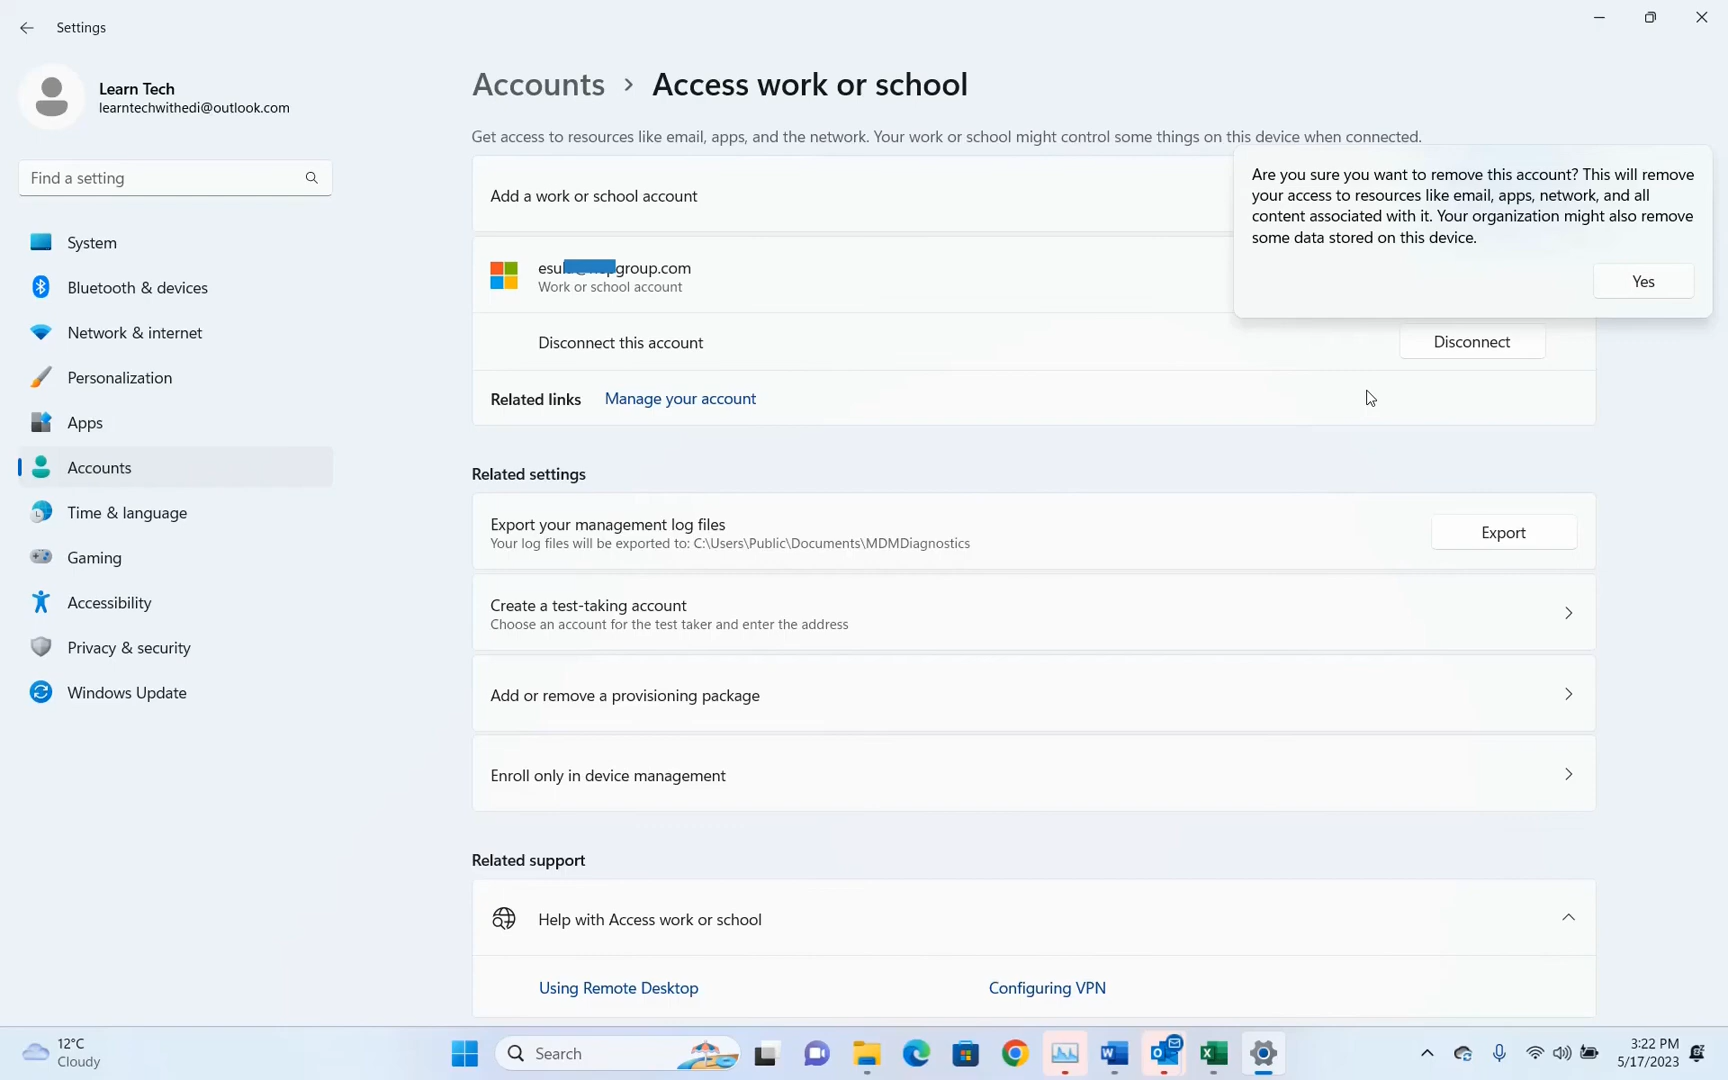 Settings
Learn Tech
learntechwithedi@outlook.com
Find a setting
System
Bluetooth & devices
Network & internet
Personalization
Apps
Accounts
Time & language
Gaming
Accessibility
Privacy & security
Windows Update
Accounts > Access work or school
Get access to resources like email, apps, and the network. Your work or school might control some things on this device when connected.
Add a work or school account
Are you sure you want to remove this account? This will remove
your access to resources like email, apps, network, and all
content associated with it. Your organization might also remove
some data stored on this device.
Yes
group.com
Work or school account
Disconnect this account
Disconnect
Related links Manage your account
Related settings
Export your management log files
Your log files will be exported to: C:\Users\Public\Documents\MDMDiagnostics
Export
Create a test-taking account
Choose an account for the test taker and enter the address
Add or remove a provisioning package
Enroll only in device management
Related support
Help with Access work or school
Using Remote Desktop
Configuring VPN
12°C
Cloudy
Search
3:22 PM
5/17/2023